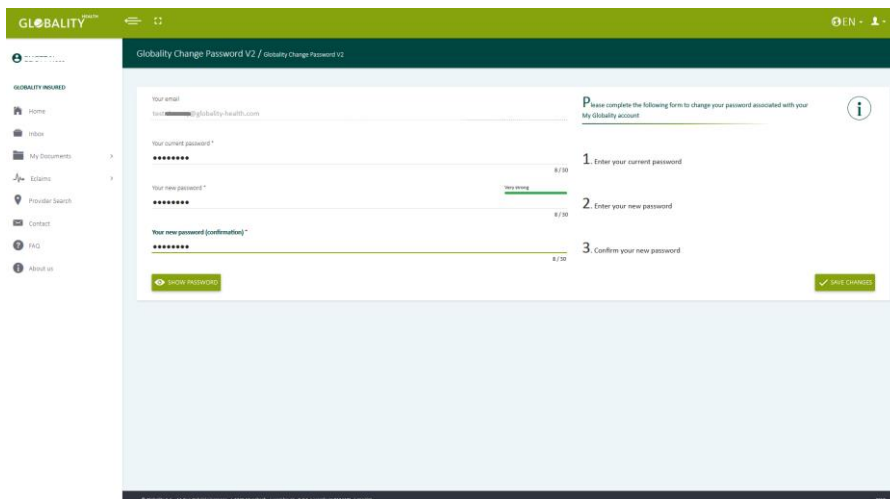 GLOBALITY HEALTH
EN
Globality Change Password V2 / Globality Change Password V2
GLOBALITY INSURED
Home
Inbox
My Documents
Eclaims
Provider Search
Contact
FAQ
About us
Your email
@globality-health.com
Your current password *
8 / 30
Your new password *
Very strong
8 / 30
Your new password (confirmation) *
8 / 30
SHOW PASSWORD
Please complete the following form to change your password associated with your
My Globality account
i
1. Enter your current password
2. Enter your new password
3. Confirm your new password
SAVE CHANGES